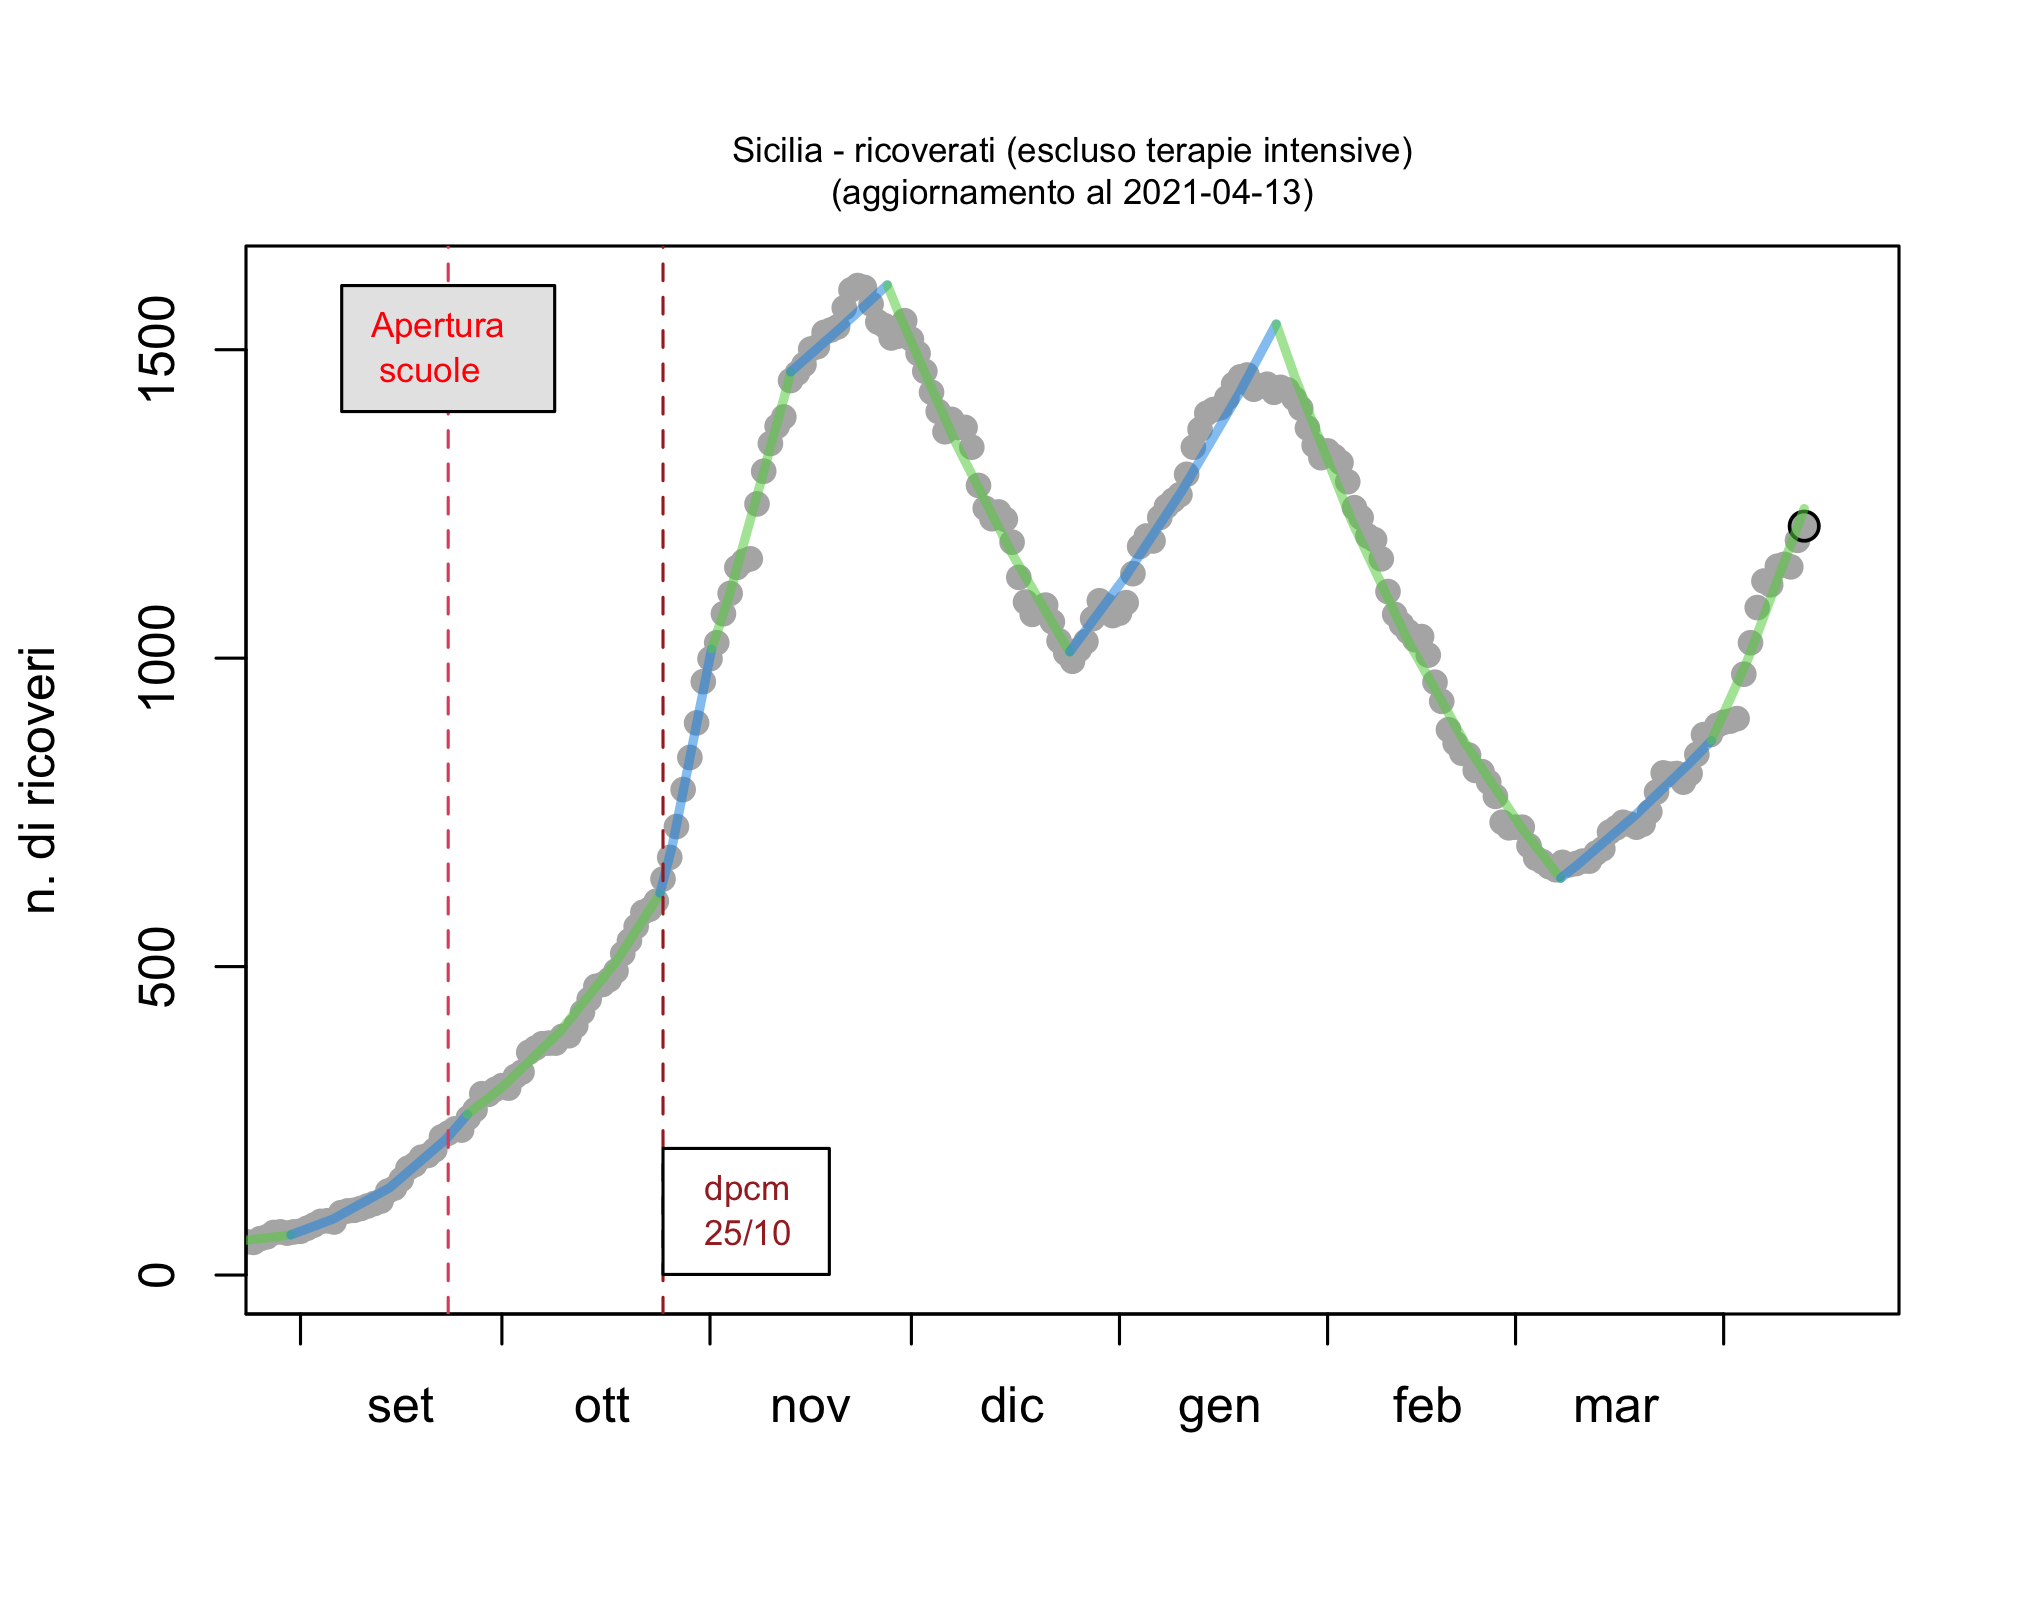 Sicilia - ricoverati (escluso terapie intensive)
(aggiornamento al 2021-04-13)
n. di ricoveri
1500
1000
500
0
Apertura
scuole
dpcm
25/10
set ott nov dic gen feb mar